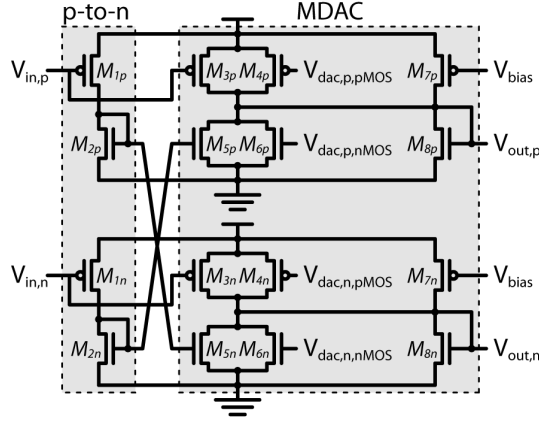 p-to-n MDAC
V_in,p M_1p M_3p M_4p V_dac,p,pMOS M_7p V_bias
M_2p M_5p M_6p V_dac,p,nMOS M_8p V_out,p
V_in,n M_1n M_3n M_4n V_dac,n,pMOS M_7n V_bias
M_2n M_5n M_6n V_dac,n,nMOS M_8n V_out,n